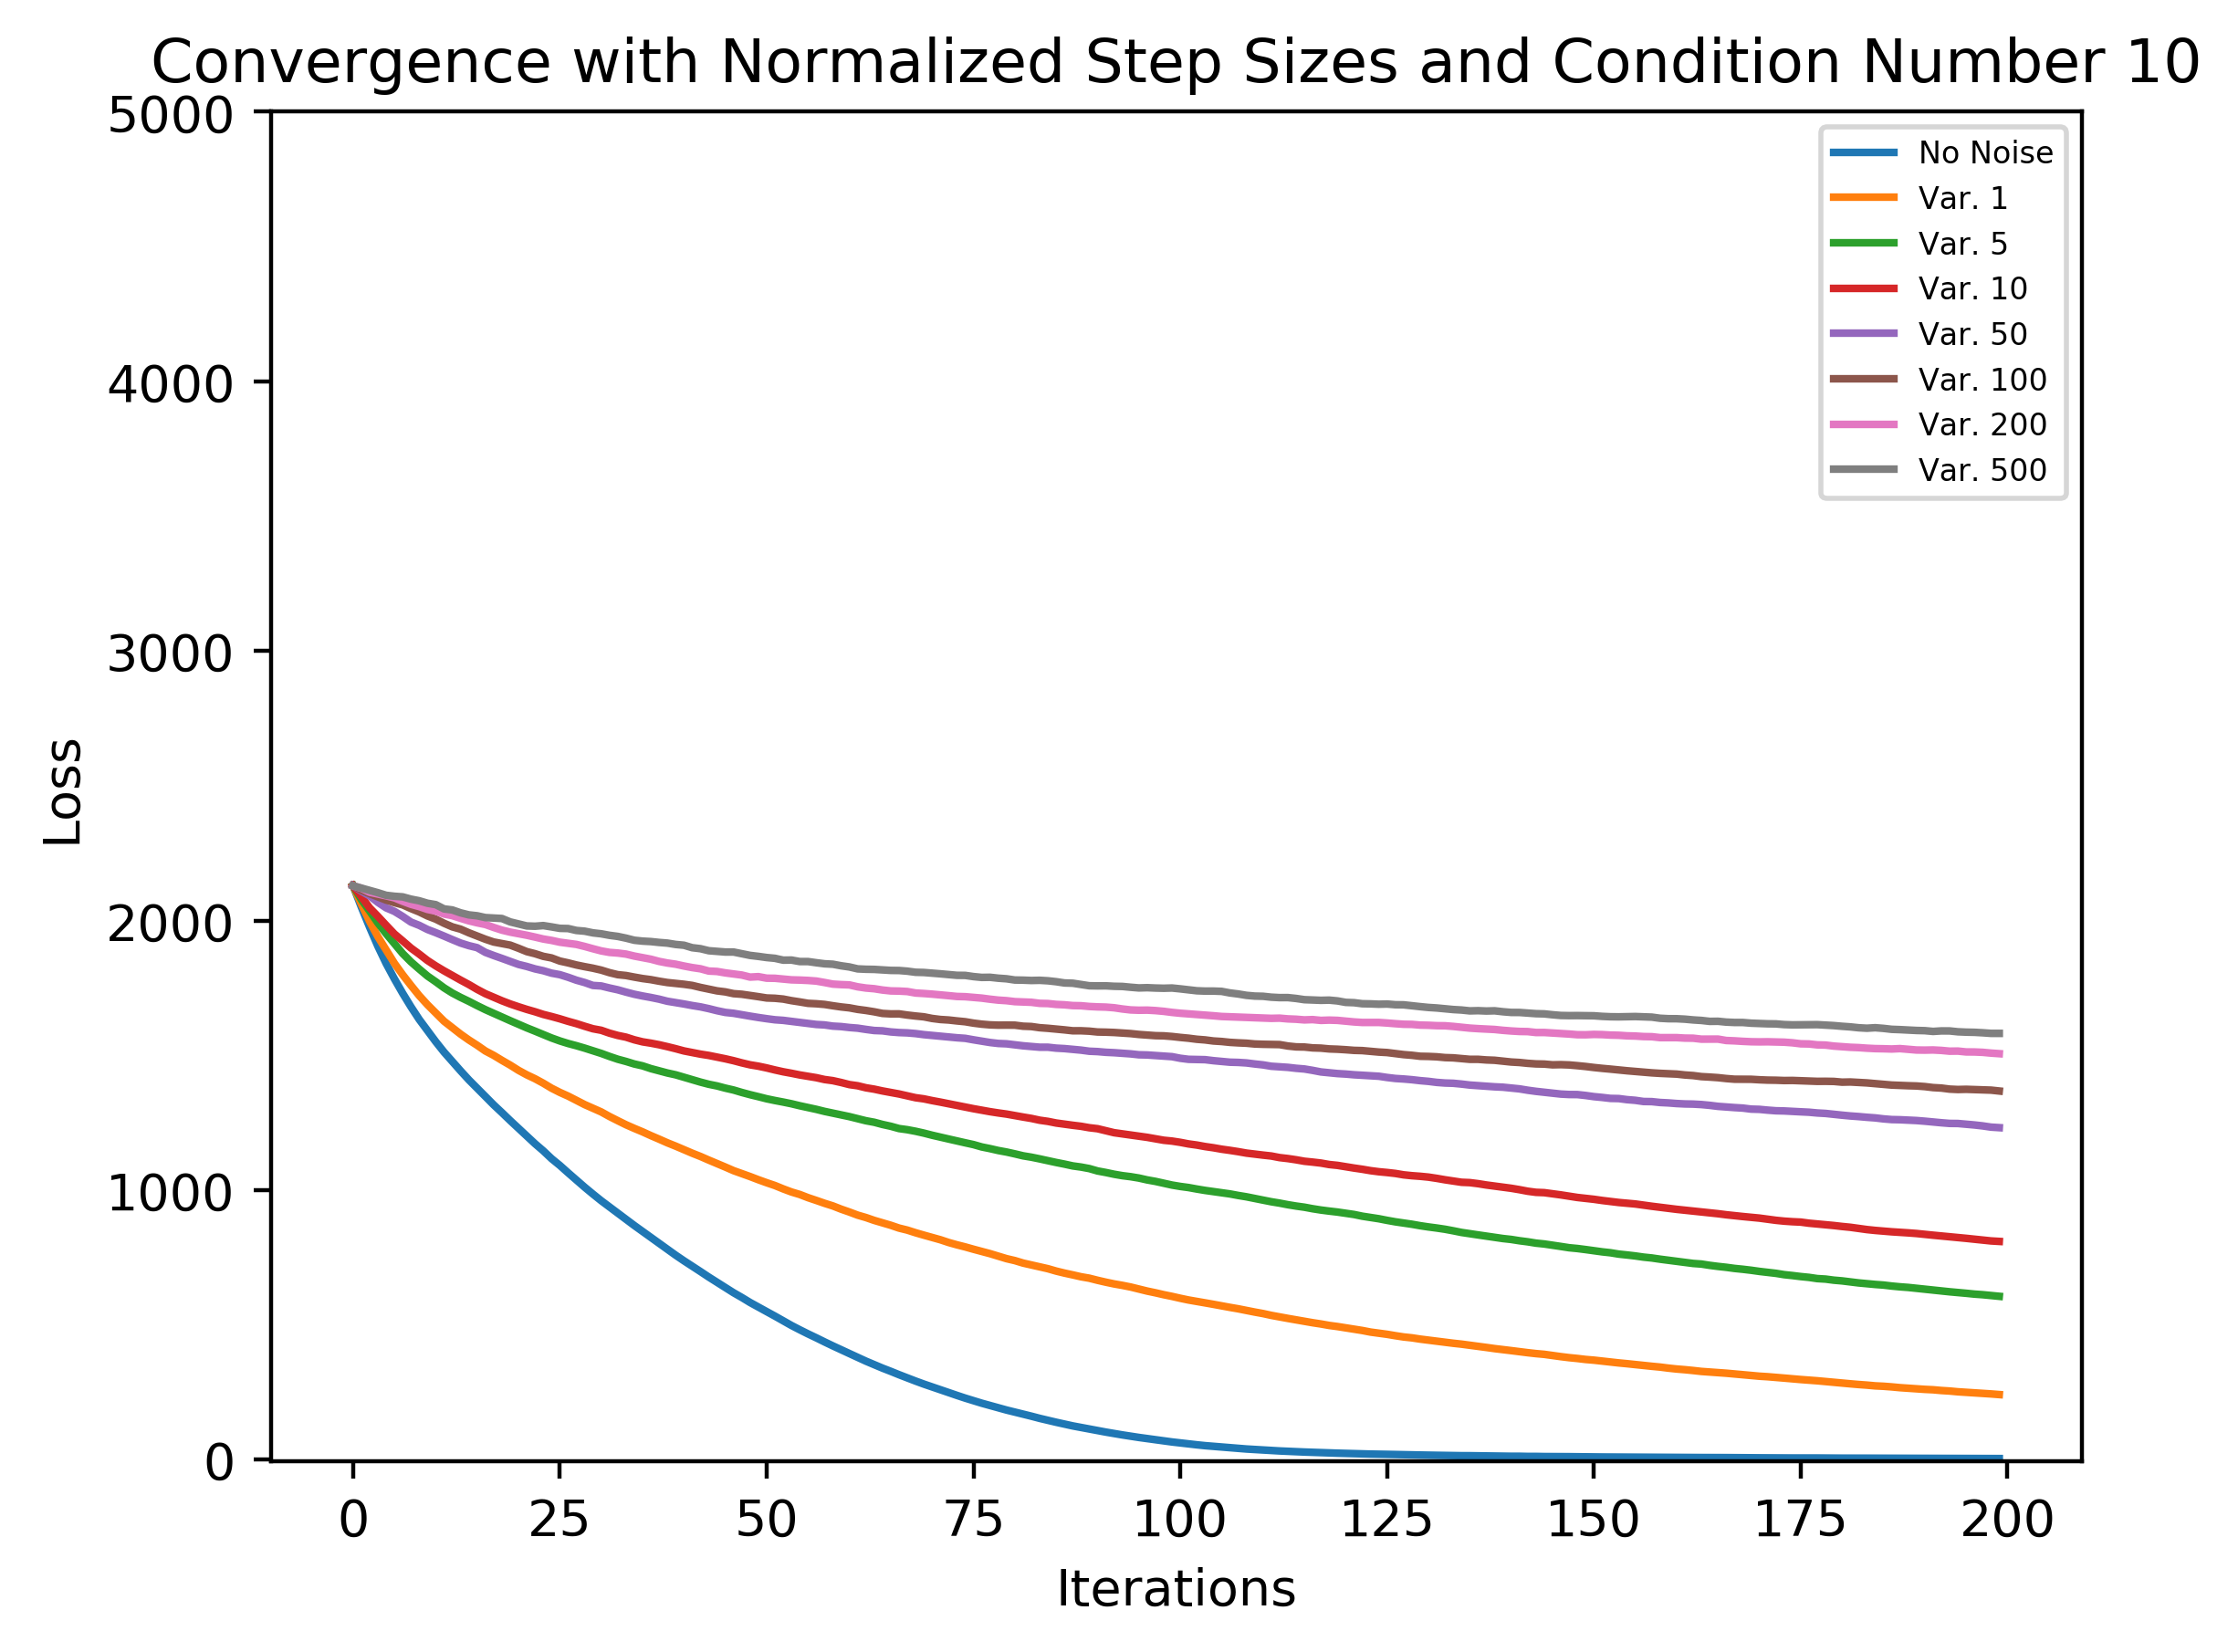 Convergence with Normalized Step Sizes and Condition Number 10
5000
4000
3000
2000
1000
0
Loss
No Noise
Var. 1
Var. 5
Var. 10
Var. 50
Var. 100
Var. 200
Var. 500
0 25 50 75 100 125 150 175 200
Iterations